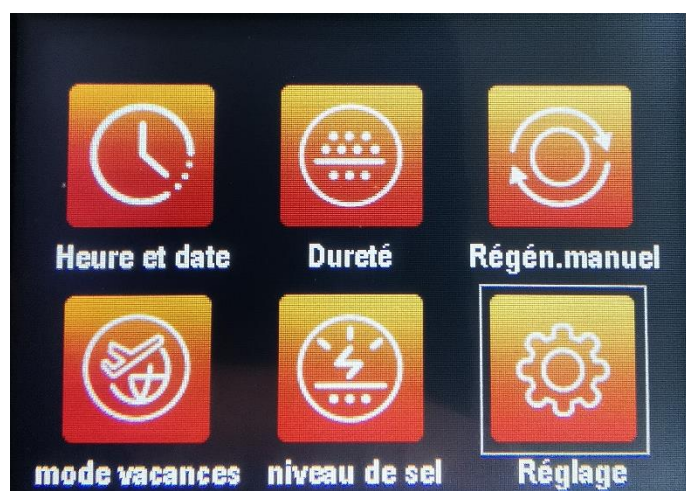 Heure et date
Dureté
Régén.manuel
mode vacances
niveau de sel
Réglage